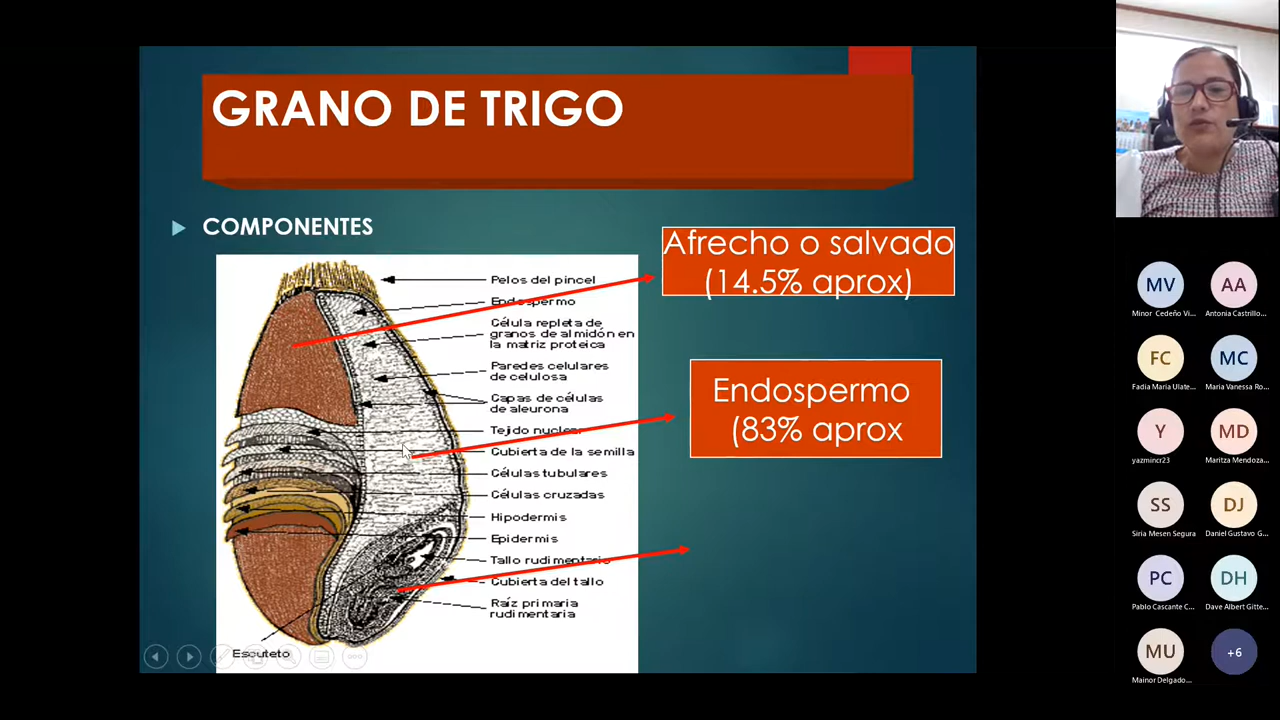 GRANO DE TRIGO
COMPONENTES
Afrecho o salvado
(14.5% aprox)
Endospermo
(83% aprox
Pelos del pincel
Endospermo
Célula repleta de
granos de almidón en
la matriz proteica
Paredes celulares
de celulosa
Capas de células
de aleurona
Tejido nuclear
Cubierta de la semilla
Células tubulares
Células cruzadas
Hipodermis
Epidermis
Tallo rudimentario
Cubierta del tallo
Raíz primaria
rudimentaria
Escuteto
MV
Minor Cedeño Vi...
AA
Antonia Castrillo...
FC
Fadia Maria Ulate...
MC
Maria Vanessa Ro...
Y
yazmincr23
MD
Maritza Mendoza...
SS
Siria Mesen Segura
DJ
Daniel Gustavo G...
PC
Pablo Cascante C...
DH
Dave Albert Gitte...
MU
Mainor Delgado...
+6